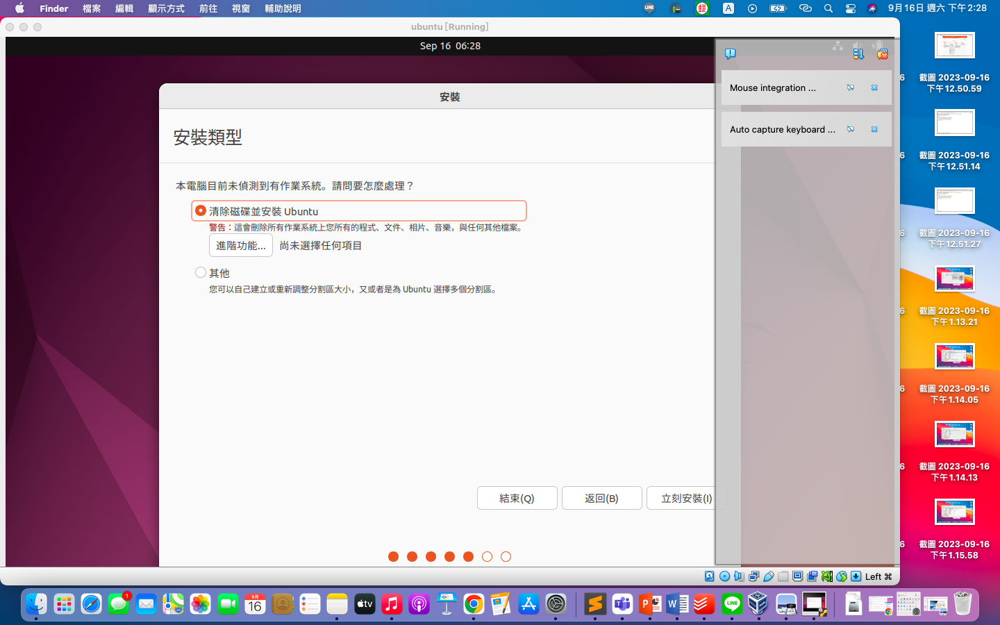 Finder 檔案 編輯 顯示方式 前往 視窗 輔助說明 LINE 郵 A 9月16日 週六 下午2:28
ubuntu [Running]
Sep 16 06:28
安裝
安裝類型
本電腦目前未偵測到有作業系統。請問要怎麼處理？
清除磁碟並安裝 Ubuntu
警告：這會刪除所有作業系統上您所有的程式、文件、相片、音樂，與任何其他檔案。
進階功能... 尚未選擇任何項目
其他
您可以自己建立或重新調整分割區大小，又或者是為 Ubuntu 選擇多個分割區。
結束(Q) 返回(B) 立刻安裝(I)
Mouse integration ...
Auto capture keyboard ...
Left ⌘
6 截圖 2023-09-16
下午12.50.59
6 截圖 2023-09-16
下午12.51.14
6 截圖 2023-09-16
下午12.51.27
6 截圖 2023-09-16
下午1.13.21
6 截圖 2023-09-16
下午1.14.05
6 截圖 2023-09-16
下午1.14.13
6 截圖 2023-09-16
下午1.15.58
1
9月
16
tv
LINE